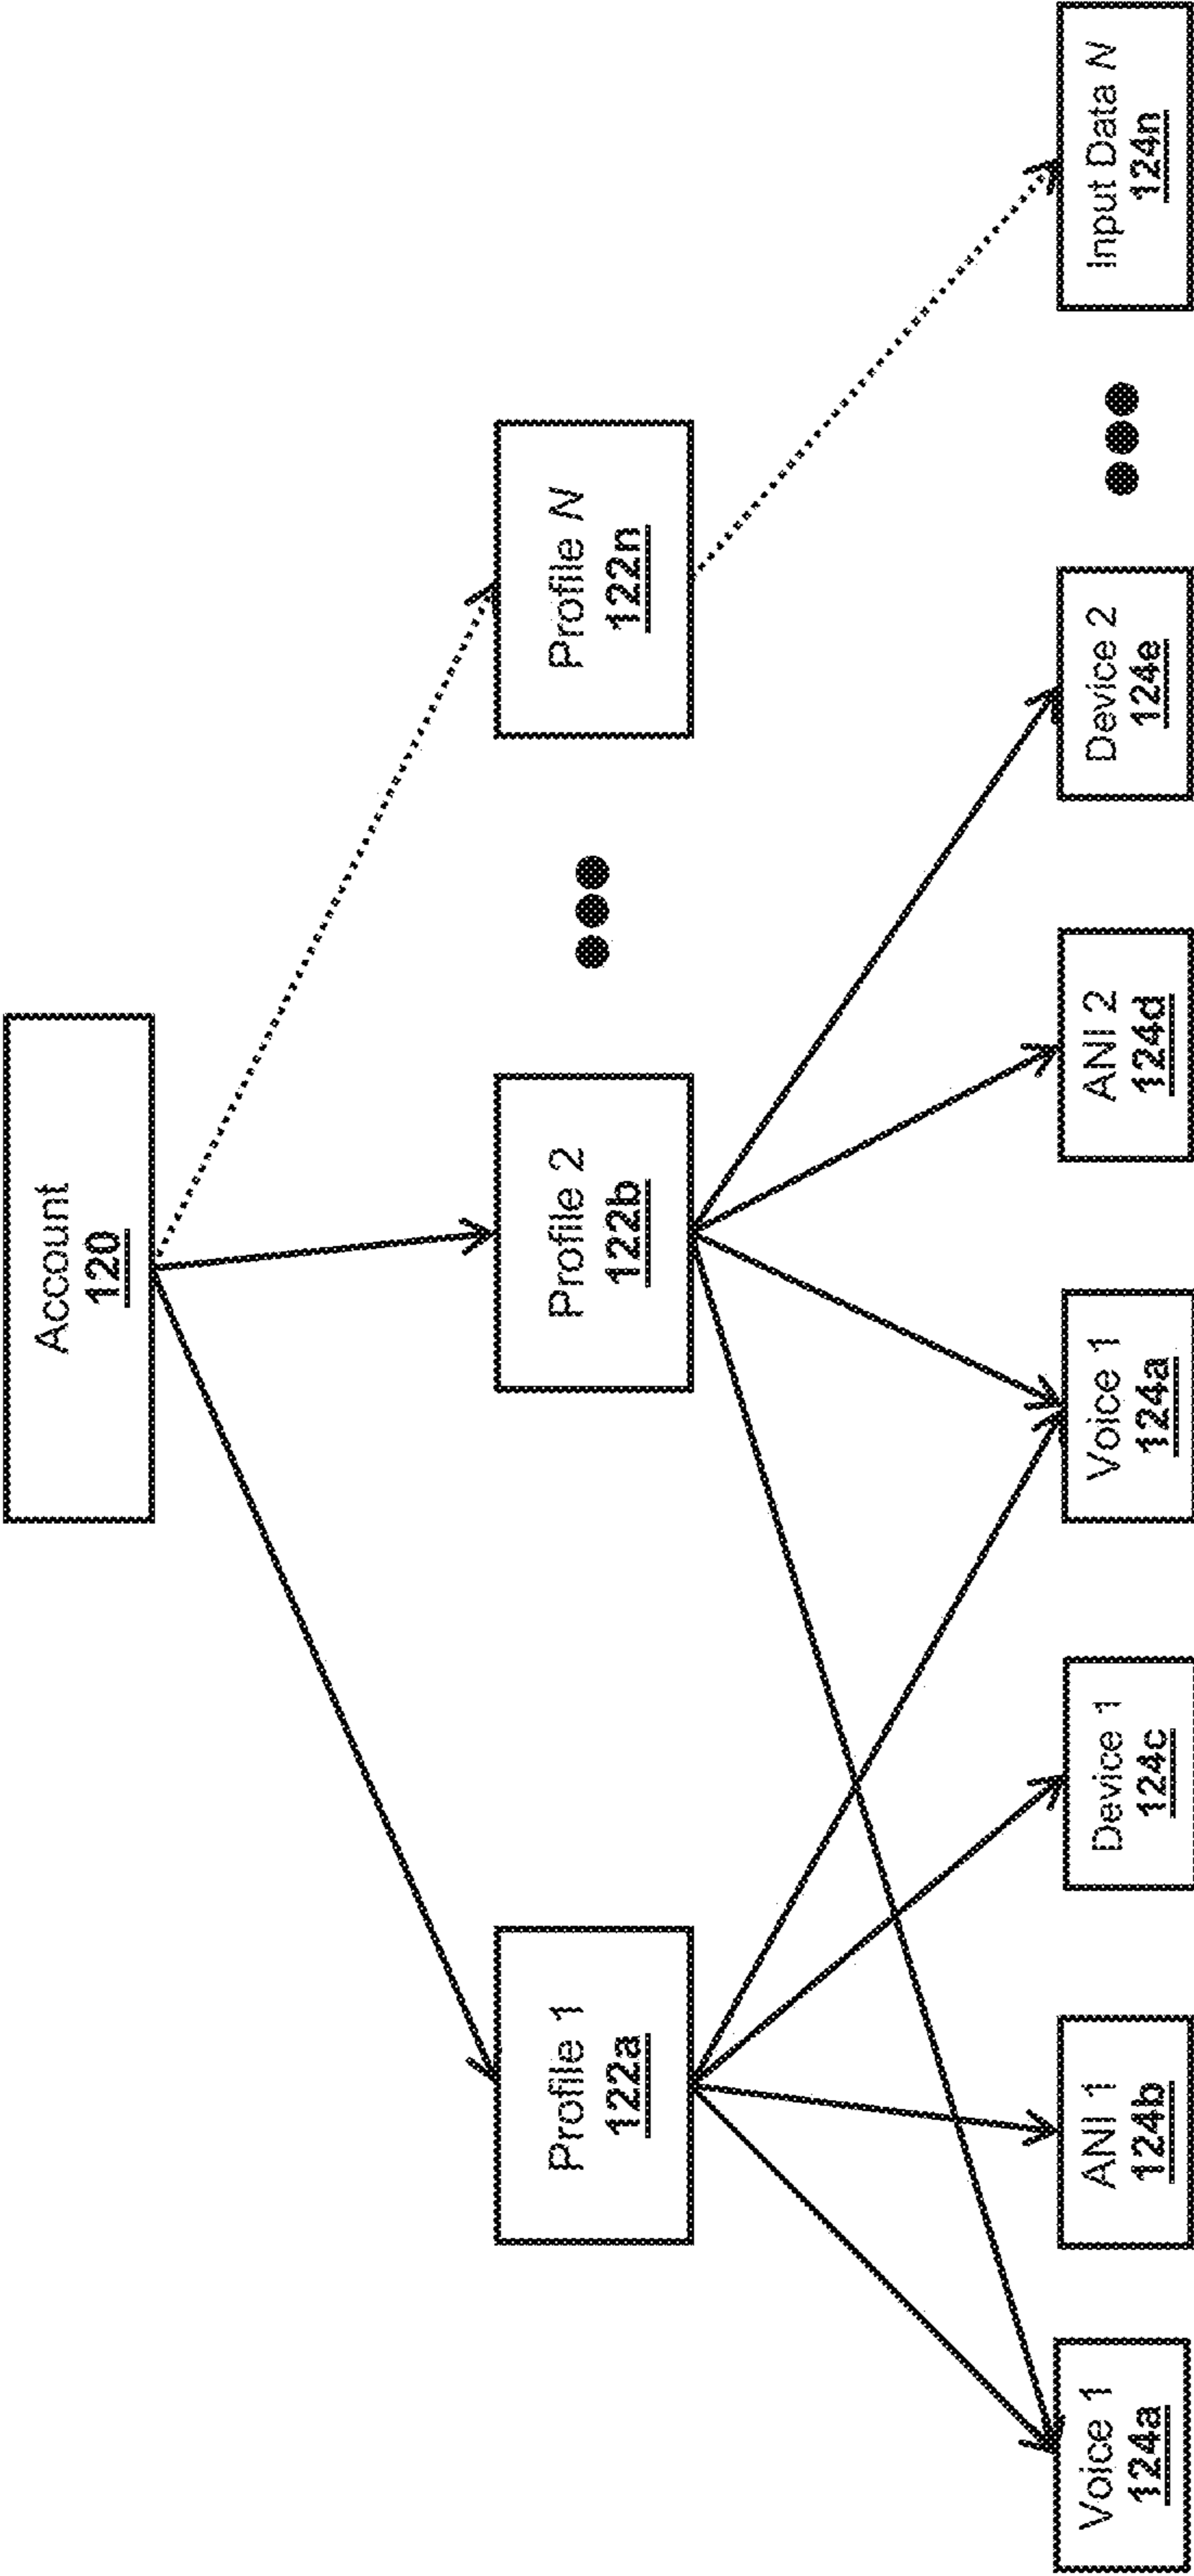 Account
120
Profile 1
122a
Profile 2
122b
Profile N
122n
Voice 1
124a
ANI 1
124b
Device 1
124c
Voice 1
124a
ANI 2
124d
Device 2
124e
Input Data N
124n